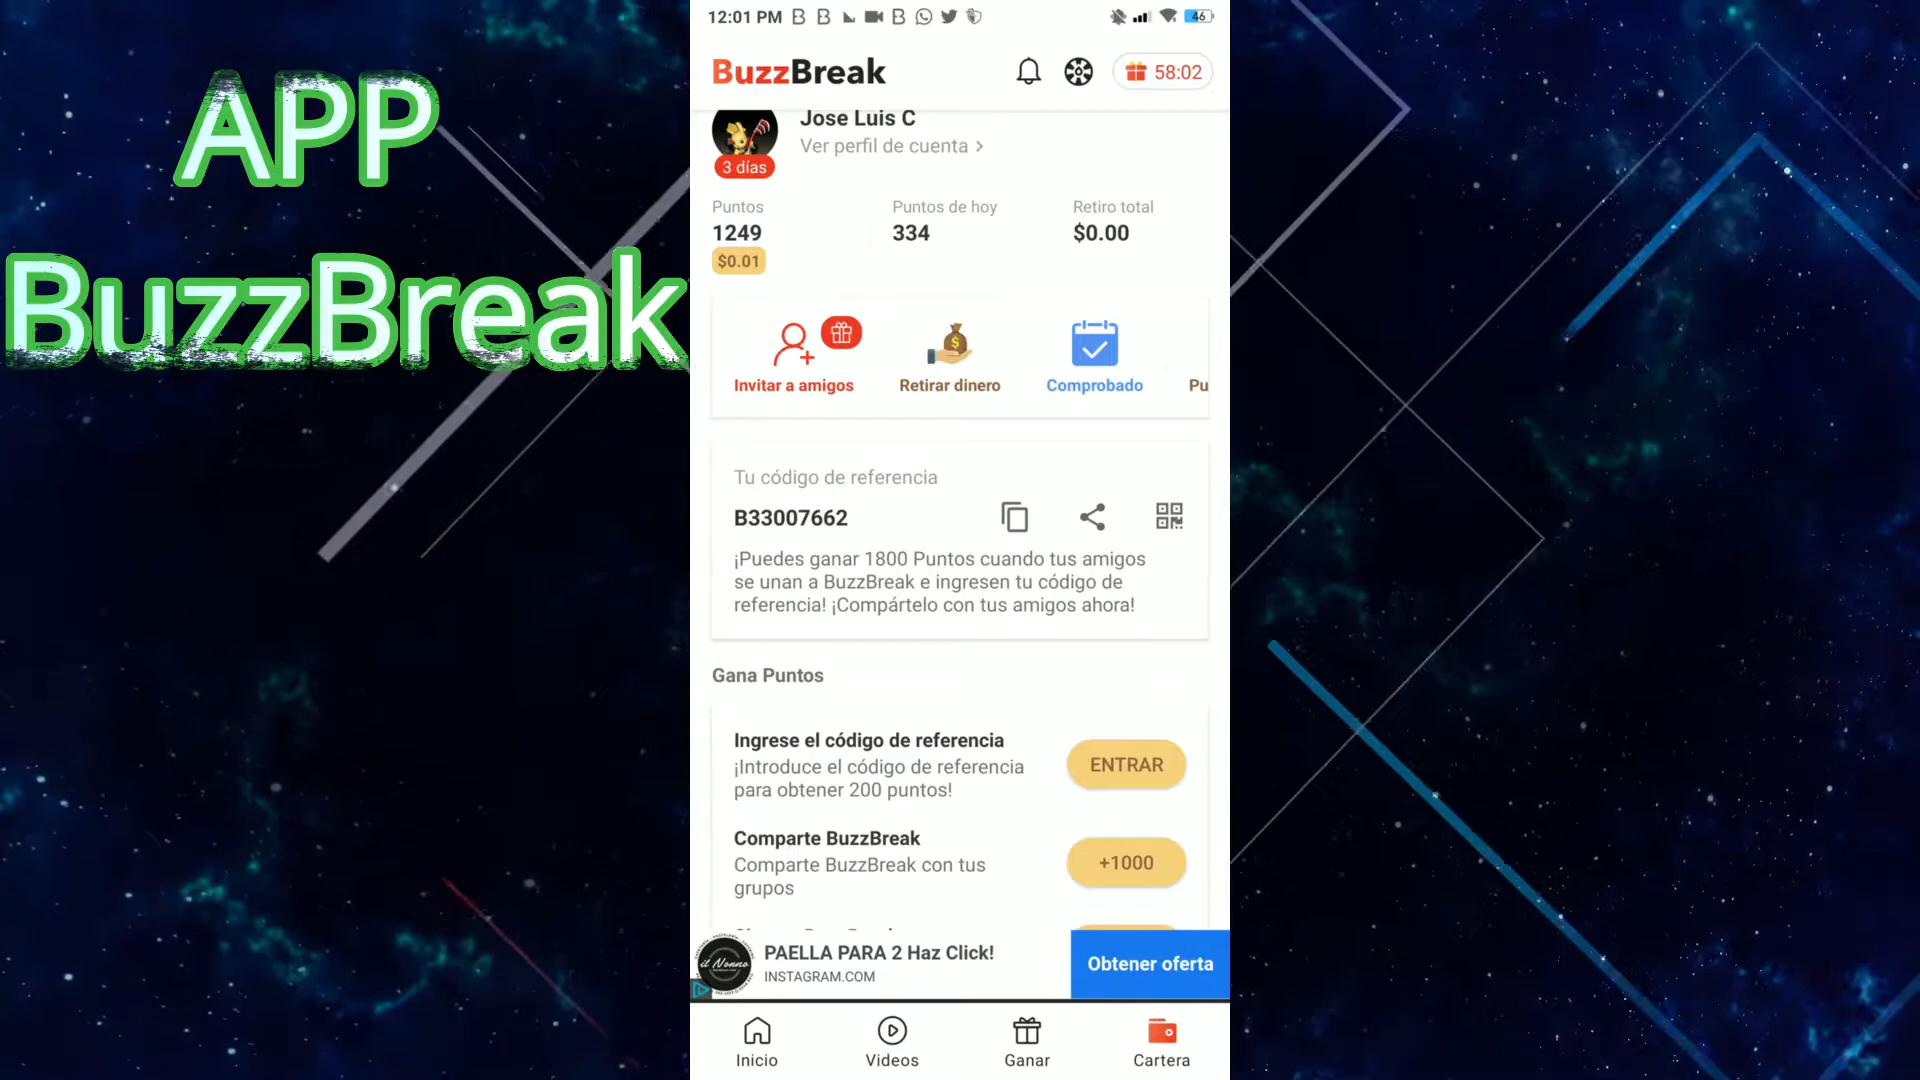 APP
BuzzBreak
12:01 PM
46
BuzzBreak
58:02
Jose Luis C
Ver perfil de cuenta >
3 días
Puntos
Puntos de hoy
Retiro total
1249
334
$0.00
$0.01
Invitar a amigos
Retirar dinero
Comprobado
Pu
Tu código de referencia
B33007662
¡Puedes ganar 1800 Puntos cuando tus amigos
se unan a BuzzBreak e ingresen tu código de
referencia! ¡Compártelo con tus amigos ahora!
Gana Puntos
Ingrese el código de referencia
¡Introduce el código de referencia
para obtener 200 puntos!
ENTRAR
Comparte BuzzBreak
Comparte BuzzBreak con tus
grupos
+1000
il Nonno
PAELLA PARA 2 Haz Click!
INSTAGRAM.COM
Obtener oferta
Inicio
Videos
Ganar
Cartera